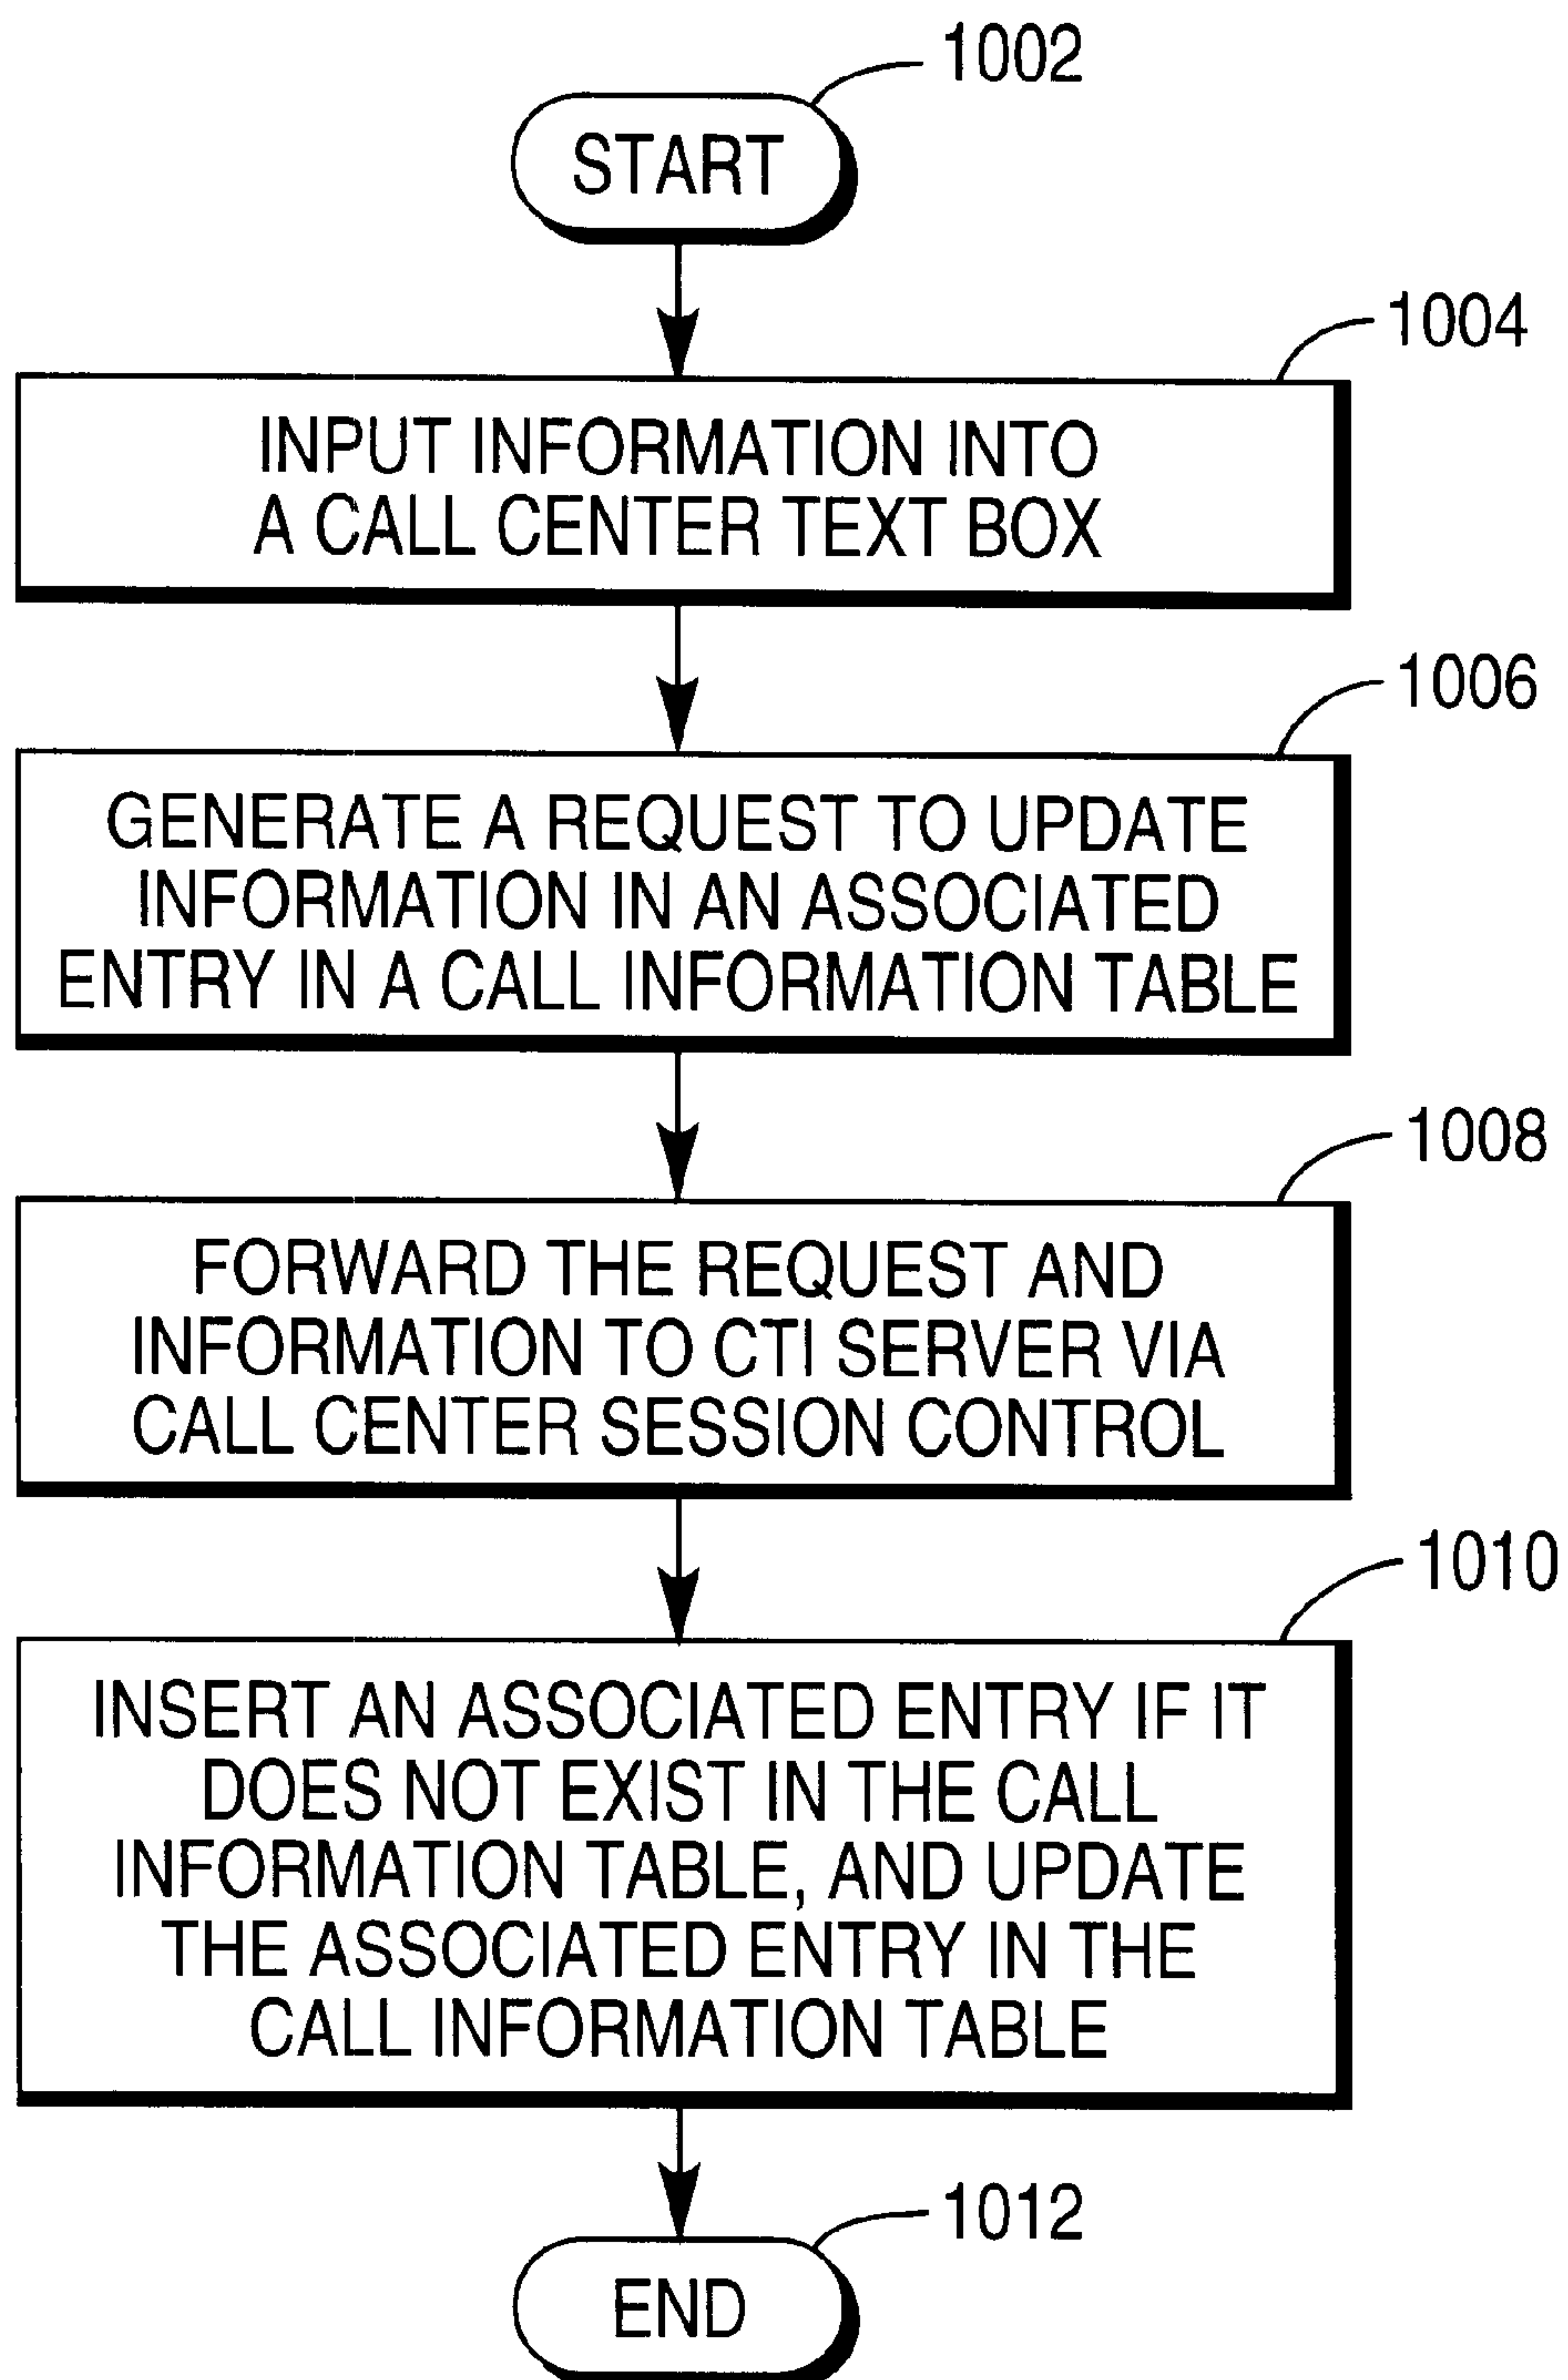 1002
START
1004
INPUT INFORMATION INTO
A CALL CENTER TEXT BOX
1006
GENERATE A REQUEST TO UPDATE
INFORMATION IN AN ASSOCIATED
ENTRY IN A CALL INFORMATION TABLE
1008
FORWARD THE REQUEST AND
INFORMATION TO CTI SERVER VIA
CALL CENTER SESSION CONTROL
1010
INSERT AN ASSOCIATED ENTRY IF IT
DOES NOT EXIST IN THE CALL
INFORMATION TABLE, AND UPDATE
THE ASSOCIATED ENTRY IN THE
CALL INFORMATION TABLE
1012
END